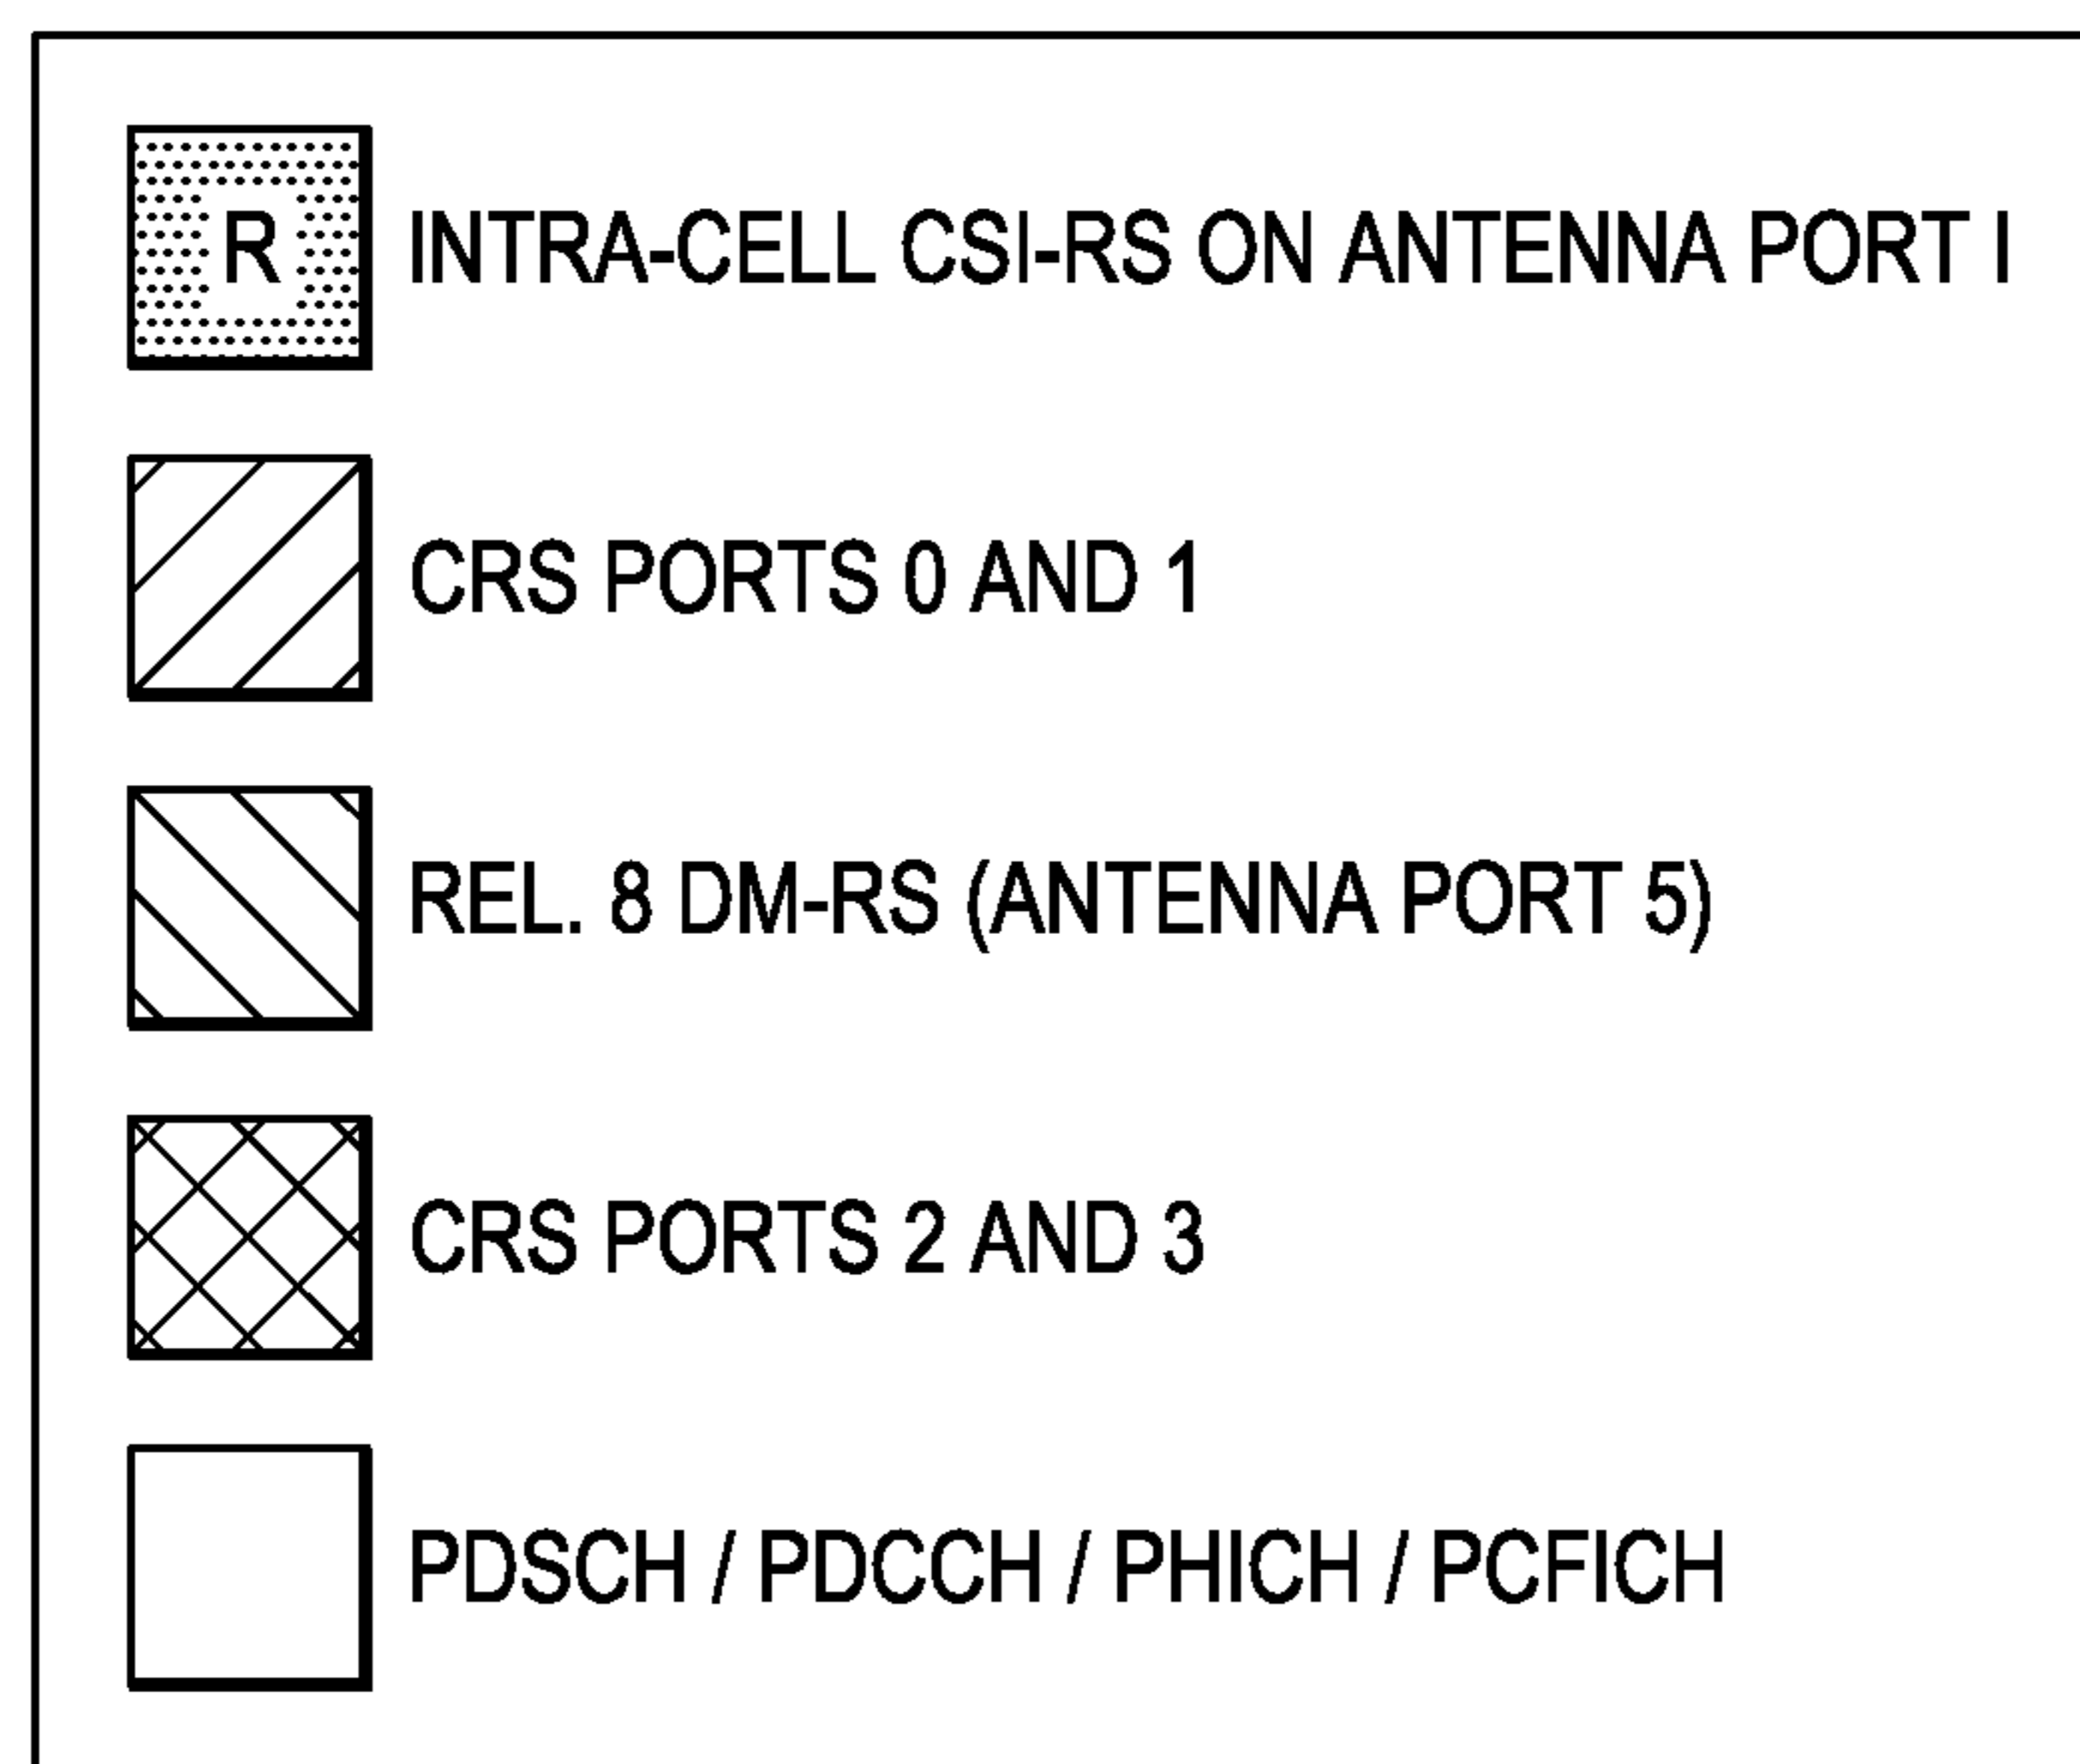 R INTRA-CELL CSI-RS ON ANTENNA PORT I
CRS PORTS 0 AND 1
REL. 8 DM-RS (ANTENNA PORT 5)
CRS PORTS 2 AND 3
PDSCH / PDCCH / PHICH / PCFICH